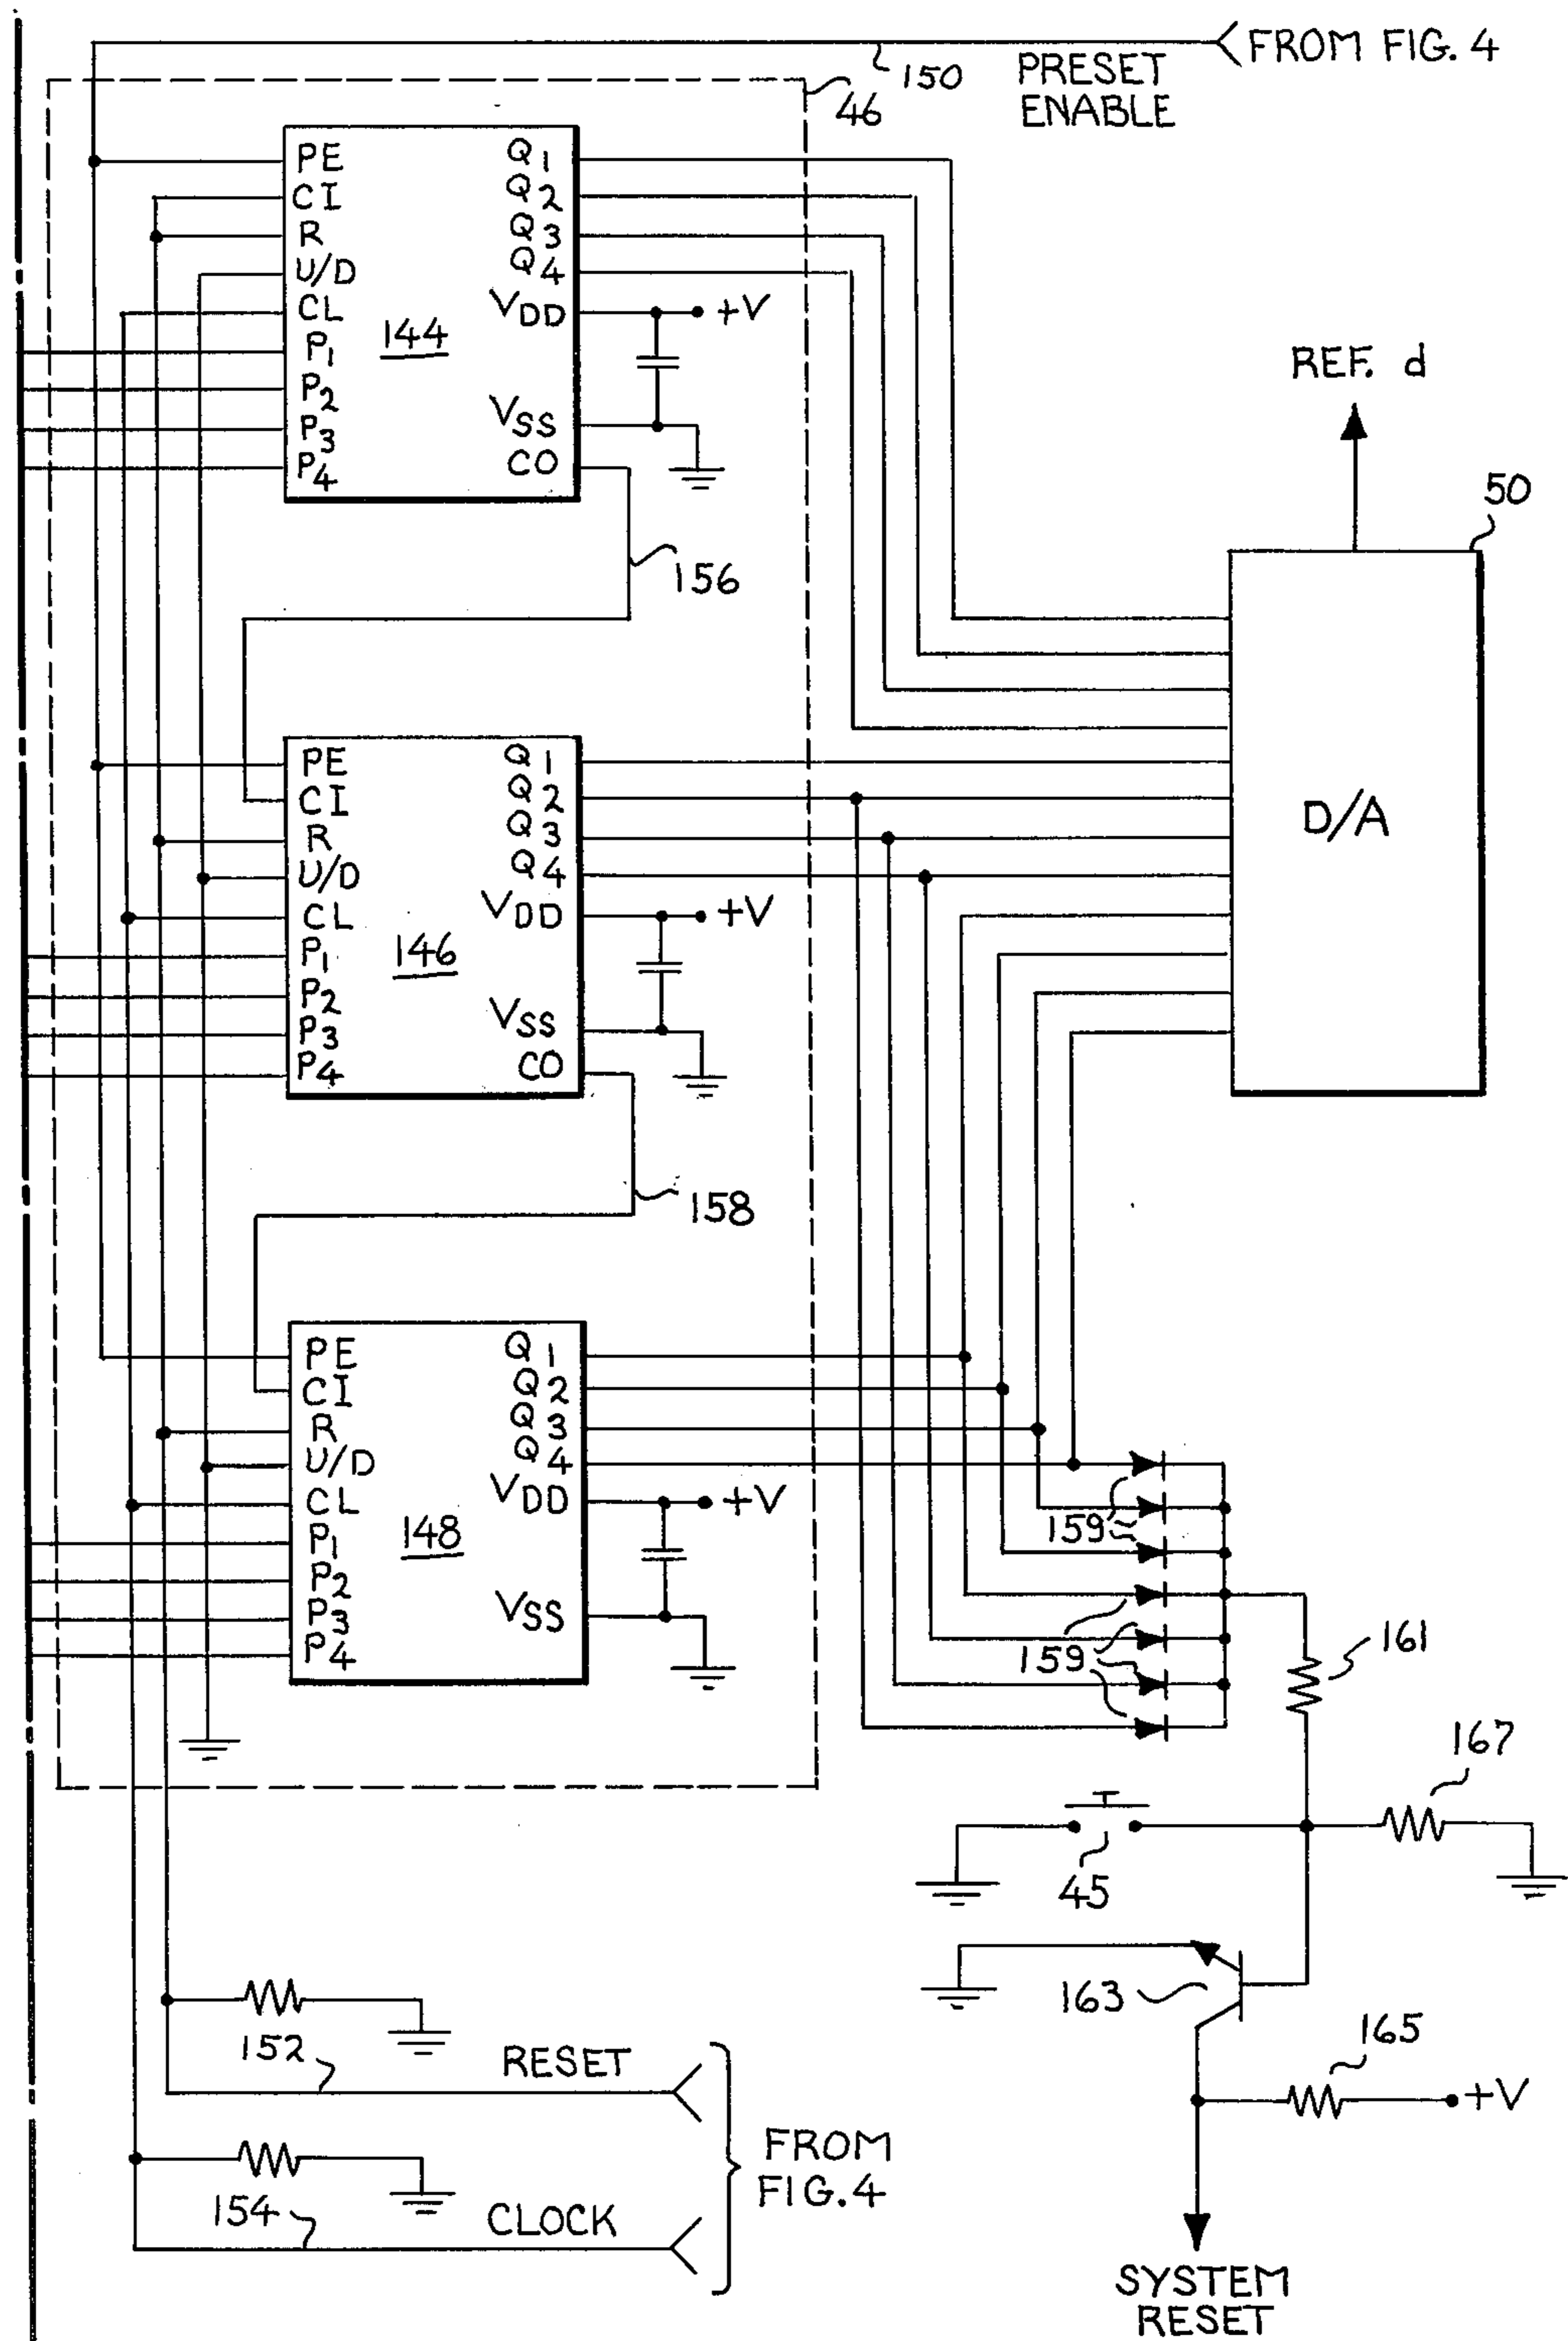 FROM FIG. 4
150
PRESET
ENABLE
46
PE
CI
R
U/D
CL
P1
P2
P3
P4
144
Q1
Q2
Q3
Q4
VDD
+V
VSS
CO
156
REF. d
50
D/A
PE
CI
R
U/D
CL
P1
P2
P3
P4
146
Q1
Q2
Q3
Q4
VDD
+V
VSS
CO
158
PE
CI
R
U/D
CL
P1
P2
P3
P4
148
Q1
Q2
Q3
Q4
VDD
+V
VSS
159
159
161
167
45
163
165
+V
152
RESET
154
CLOCK
FROM
FIG. 4
SYSTEM
RESET